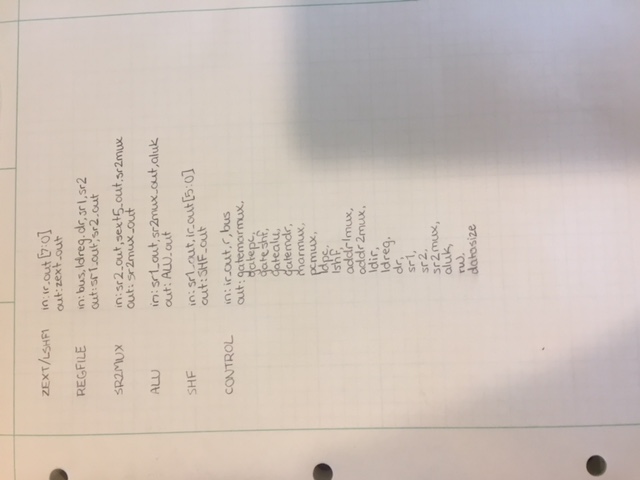 ZEXT/LSHF1 in: ir_out[7:0]
out: zext_out
REGFILE in: bus, ldreg, dr, sr1, sr2
out: sr1_out, sr2_out
SR2MUX in: sr2_out, sext5_out, sr2mux
out: sr2mux_out
ALU in: sr1_out, sr2mux_out, aluk
out: ALU_out
SHF in: sr1_out, ir_out[5:0]
out: SHF_out
CONTROL in: ir_out, r, bus
out: gatemarmux,
gatepc,
gateshf,
gatealu,
gatemdr,
marmux,
pcmux,
ldpc,
lshf,
addr1mux,
addr2mux,
ldir,
ldreg,
dr,
sr1,
sr2,
sr2mux,
aluk,
rw,
datasize